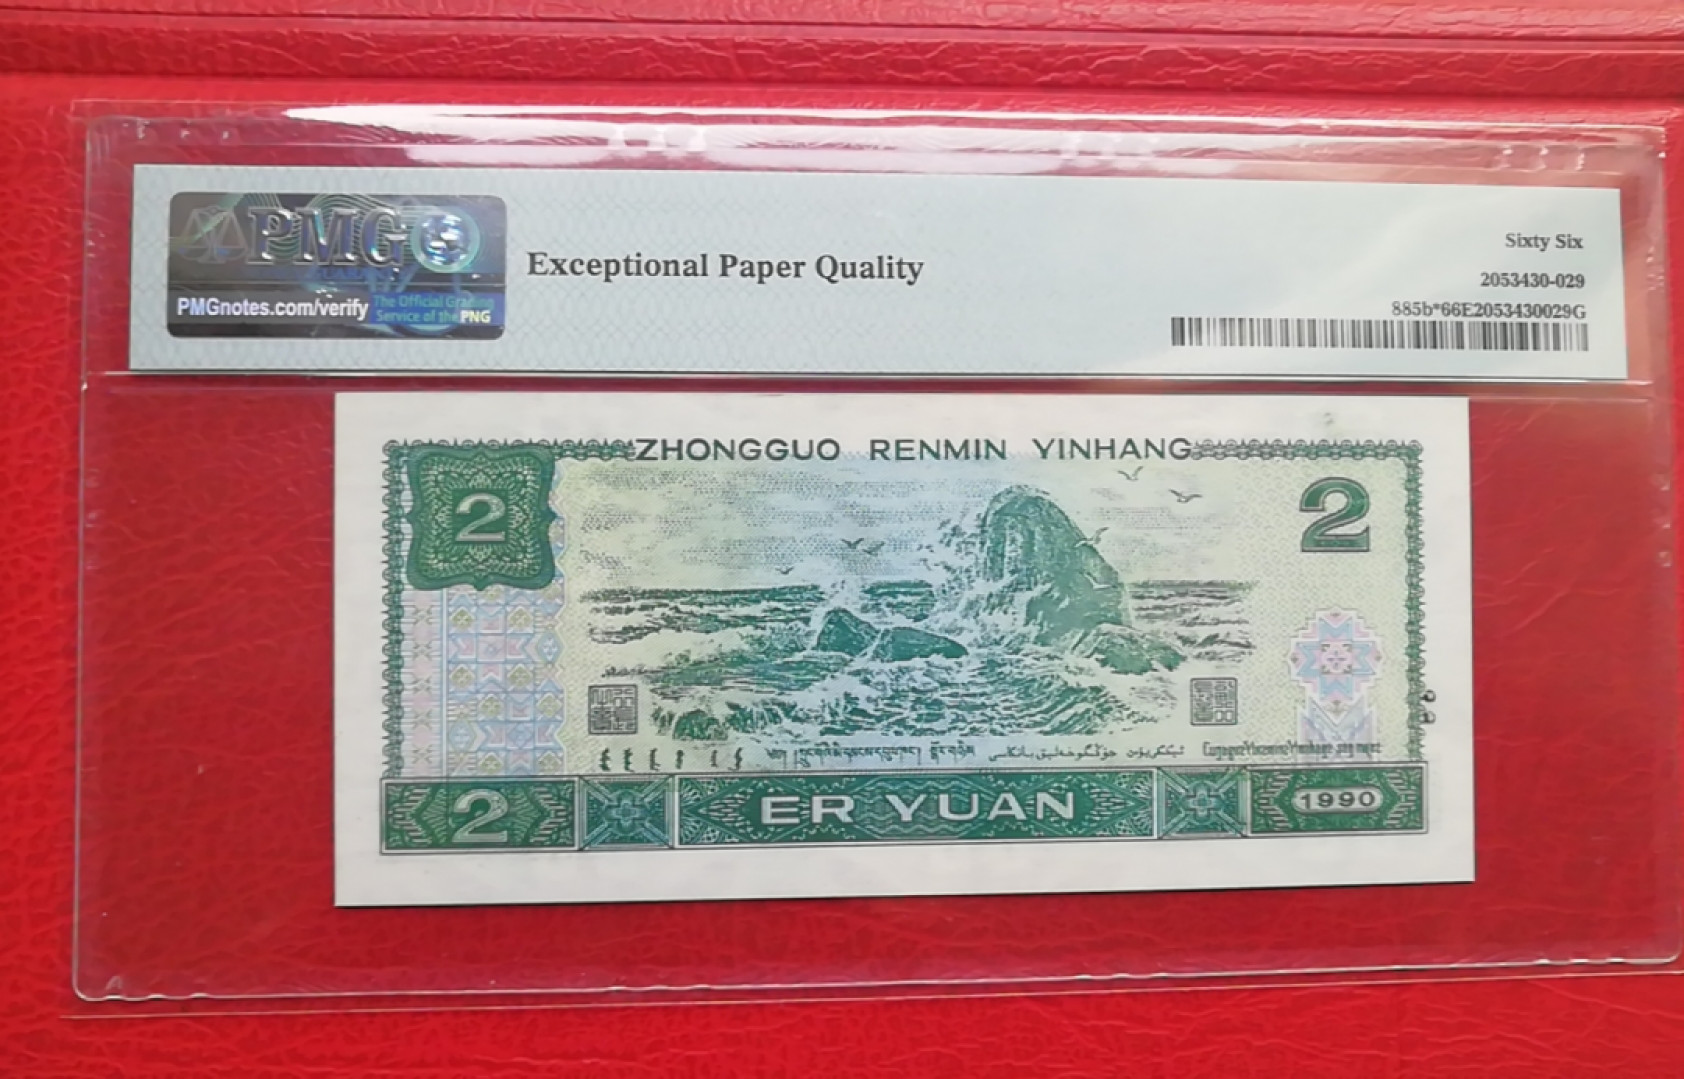 PMG
PMGnotes.com/verify
The Official Grading
Service of the PNG
Exceptional Paper Quality
Sixty Six
2053430-029
885b*66E2053430029G
ZHONGGUO RENMIN YINHANG
2
2
2
ER YUAN
1990